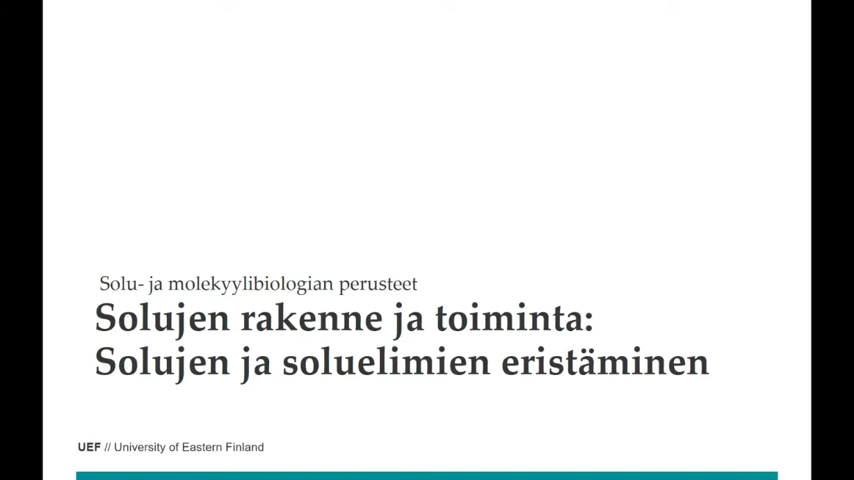 Solu- ja molekyylibiologian perusteet
Solujen rakenne ja toiminta:
Solujen ja soluelimien eristäminen
UEF // University of Eastern Finland